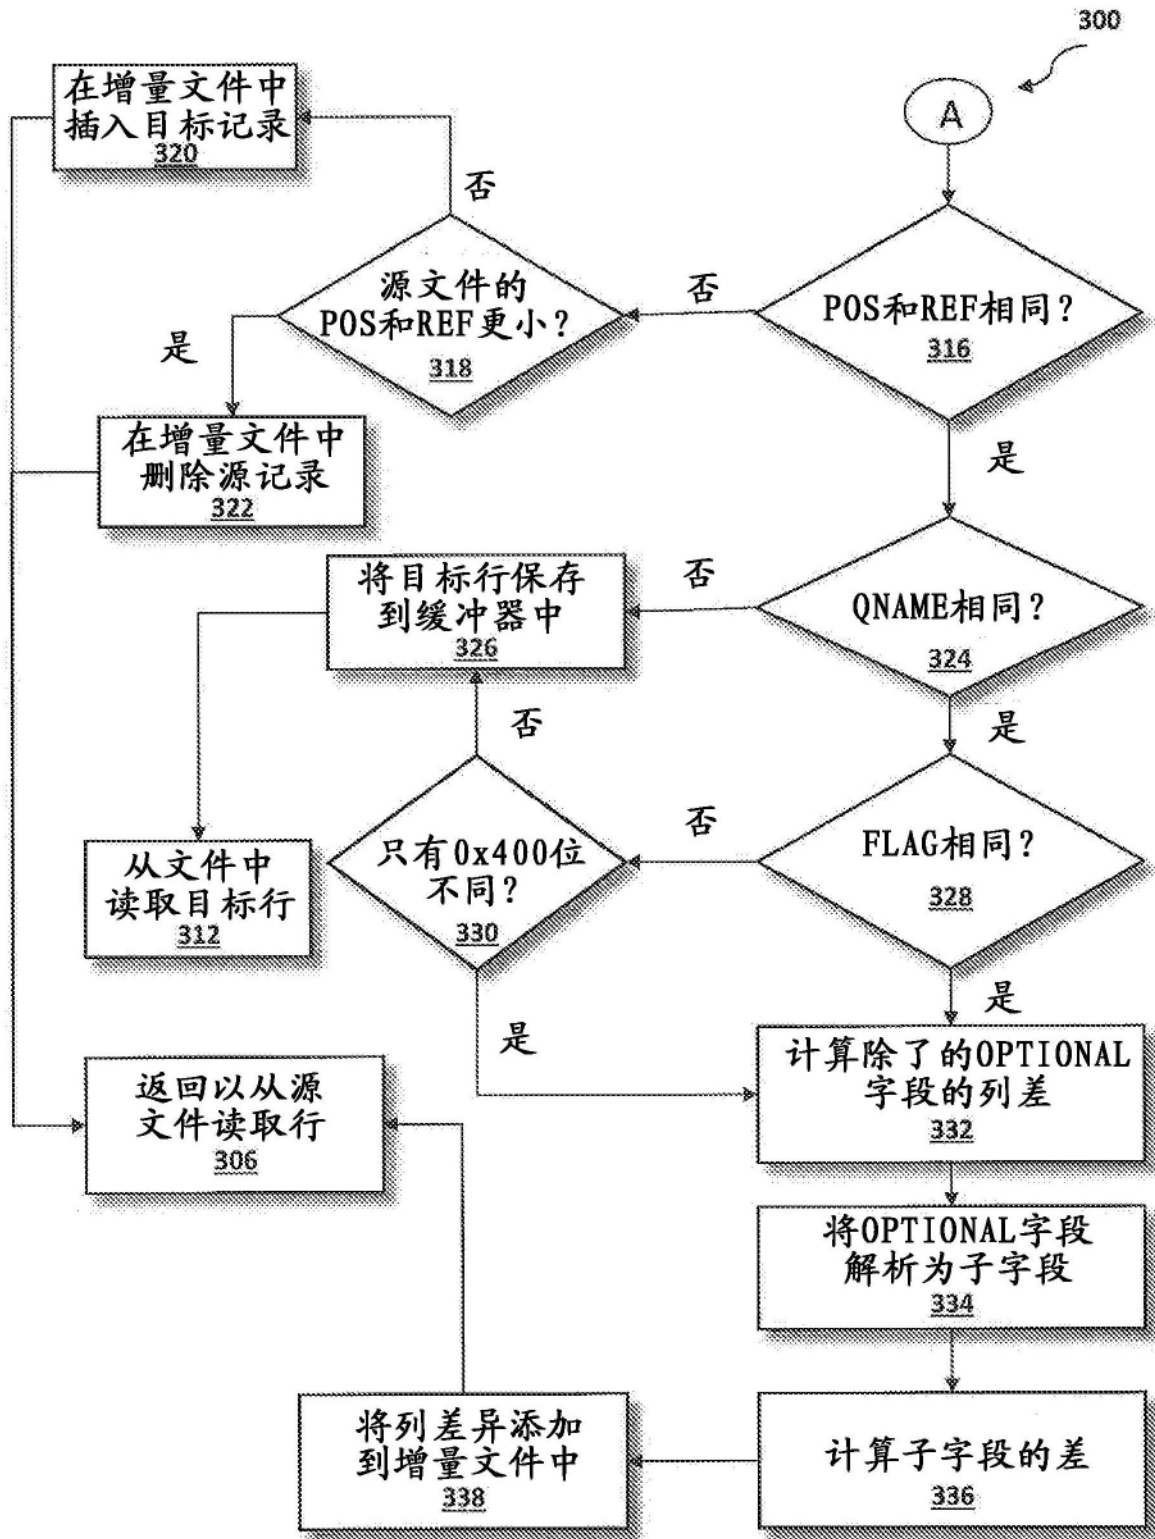 300
A
在增量文件中
插入目标记录
320
否
源文件的
POS和REF更小?
318
否
POS和REF相同?
316
是
在增量文件中
删除源记录
322
是
将目标行保存
到缓冲器中
326
否
QNAME相同?
324
否
是
从文件中
读取目标行
312
只有0x400位
不同?
330
否
FLAG相同?
328
是
是
返回以从源
文件读取行
306
计算除了的OPTIONAL
字段的列差
332
将OPTIONAL字段
解析为子字段
334
将列差异添加
到增量文件中
338
计算子字段的差
336